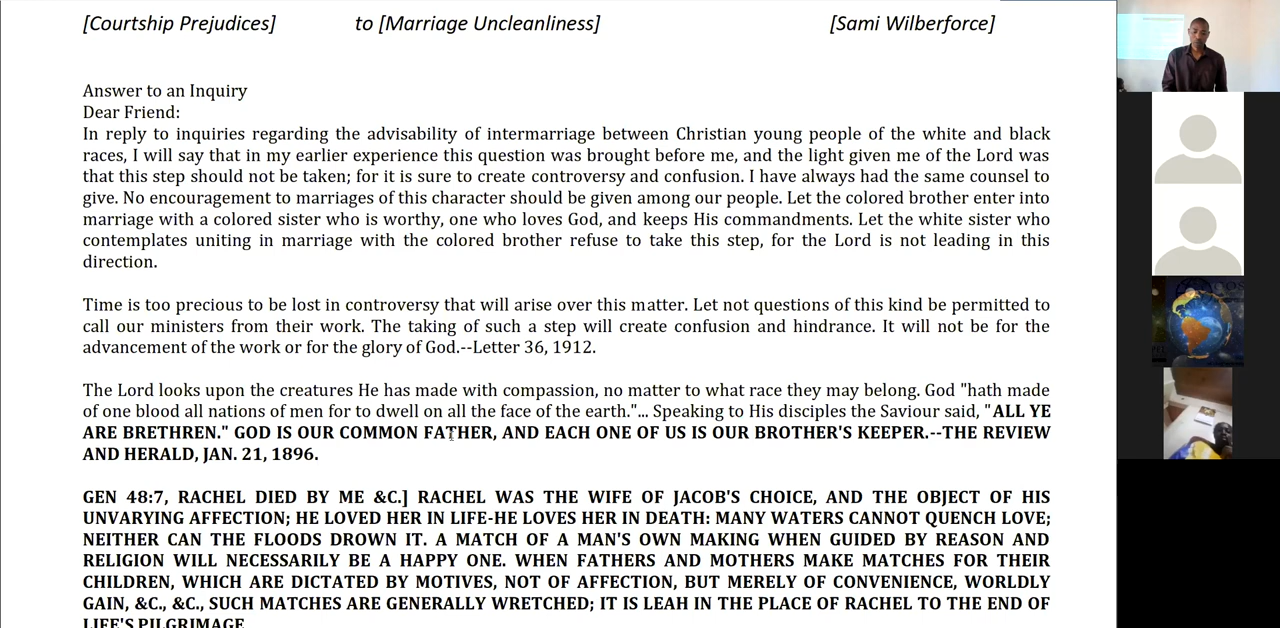 [Courtship Prejudices] to [Marriage Uncleanliness] [Sami Wilberforce]
Answer to an Inquiry
Dear Friend:
In reply to inquiries regarding the advisability of intermarriage between Christian young people of the white and black
races, I will say that in my earlier experience this question was brought before me, and the light given me of the Lord was
that this step should not be taken; for it is sure to create controversy and confusion. I have always had the same counsel to
give. No encouragement to marriages of this character should be given among our people. Let the colored brother enter into
marriage with a colored sister who is worthy, one who loves God, and keeps His commandments. Let the white sister who
contemplates uniting in marriage with the colored brother refuse to take this step, for the Lord is not leading in this
direction.
Time is too precious to be lost in controversy that will arise over this matter. Let not questions of this kind be permitted to
call our ministers from their work. The taking of such a step will create confusion and hindrance. It will not be for the
advancement of the work or for the glory of God.--Letter 36, 1912.
The Lord looks upon the creatures He has made with compassion, no matter to what race they may belong. God "hath made
of one blood all nations of men for to dwell on all the face of the earth."... Speaking to His disciples the Saviour said, "ALL YE
ARE BRETHREN." GOD IS OUR COMMON FATHER, AND EACH ONE OF US IS OUR BROTHER'S KEEPER.--THE REVIEW
AND HERALD, JAN. 21, 1896.
GEN 48:7, RACHEL DIED BY ME &C.] RACHEL WAS THE WIFE OF JACOB'S CHOICE, AND THE OBJECT OF HIS
UNVARYING AFFECTION; HE LOVED HER IN LIFE-HE LOVES HER IN DEATH: MANY WATERS CANNOT QUENCH LOVE;
NEITHER CAN THE FLOODS DROWN IT. A MATCH OF A MAN'S OWN MAKING WHEN GUIDED BY REASON AND
RELIGION WILL NECESSARILY BE A HAPPY ONE. WHEN FATHERS AND MOTHERS MAKE MATCHES FOR THEIR
CHILDREN, WHICH ARE DICTATED BY MOTIVES, NOT OF AFFECTION, BUT MERELY OF CONVENIENCE, WORLDLY
GAIN, &C., &C., SUCH MATCHES ARE GENERALLY WRETCHED; IT IS LEAH IN THE PLACE OF RACHEL TO THE END OF
LIFE'S PILGRIMAGE